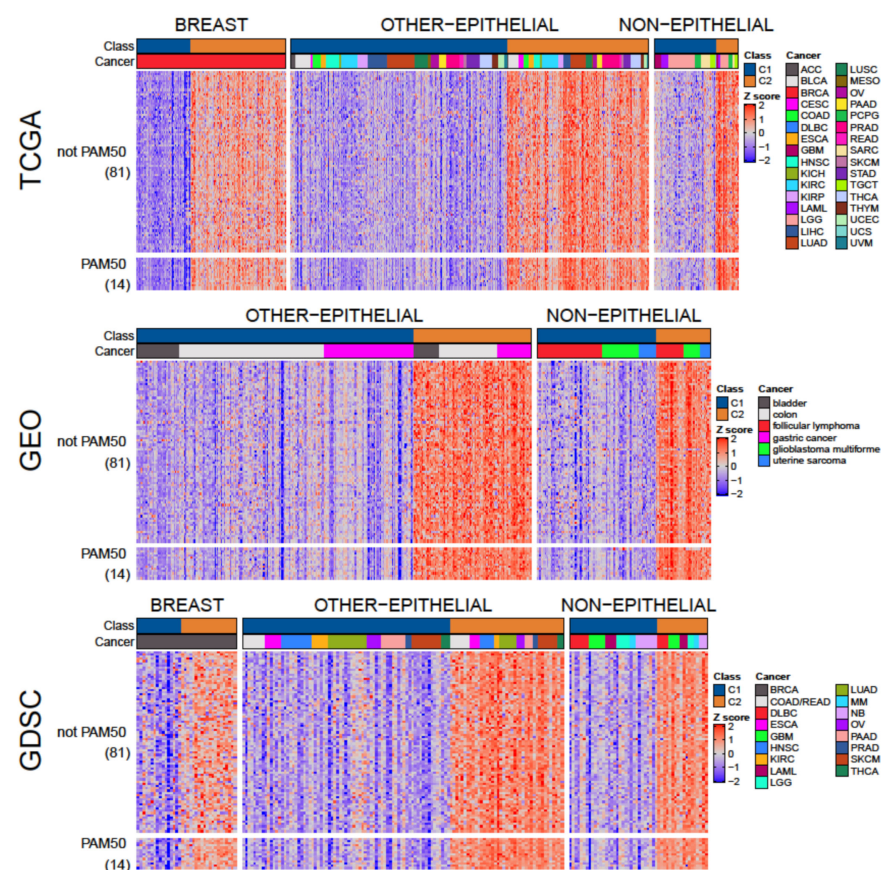 BREAST OTHER-EPITHELIAL NON-EPITHELIAL
Class
Cancer
TCGA
not PAM50
(81)
PAM50
(14)
Class
C1
C2
Z score
2
1
0
-1
-2
Cancer
ACC
BLCA
BRCA
CESC
COAD
DLBC
ESCA
GBM
HNSC
KICH
KIRC
KIRP
LAML
LGG
LIHC
LUAD
LUSC
MESO
OV
PAAD
PCPG
PRAD
READ
SARC
SKCM
STAD
TGCT
THCA
THYM
UCEC
UCS
UVM
OTHER-EPITHELIAL NON-EPITHELIAL
Class
Cancer
GEO
not PAM50
(81)
PAM50
(14)
Class
C1
C2
Z score
2
1
0
-1
-2
Cancer
bladder
colon
follicular lymphoma
gastric cancer
glioblastoma multiforme
uterine sarcoma
BREAST OTHER-EPITHELIAL NON-EPITHELIAL
Class
Cancer
GDSC
not PAM50
(81)
PAM50
(14)
Class
C1
C2
Z score
2
1
0
-1
-2
Cancer
BRCA
COAD/READ
DLBC
ESCA
GBM
HNSC
KIRC
LAML
LGG
LUAD
MM
NB
OV
PAAD
PRAD
SKCM
THCA